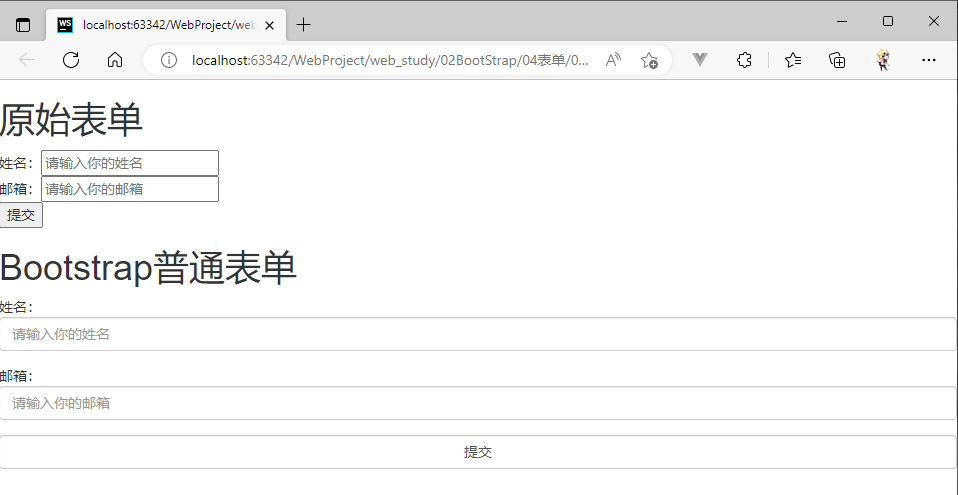 WS localhost:63342/WebProject/web
localhost:63342/WebProject/web_study/02BootStrap/04表单/0...
原始表单
姓名：请输入你的姓名
邮箱：请输入你的邮箱
提交
Bootstrap普通表单
姓名：
请输入你的姓名
邮箱：
请输入你的邮箱
提交